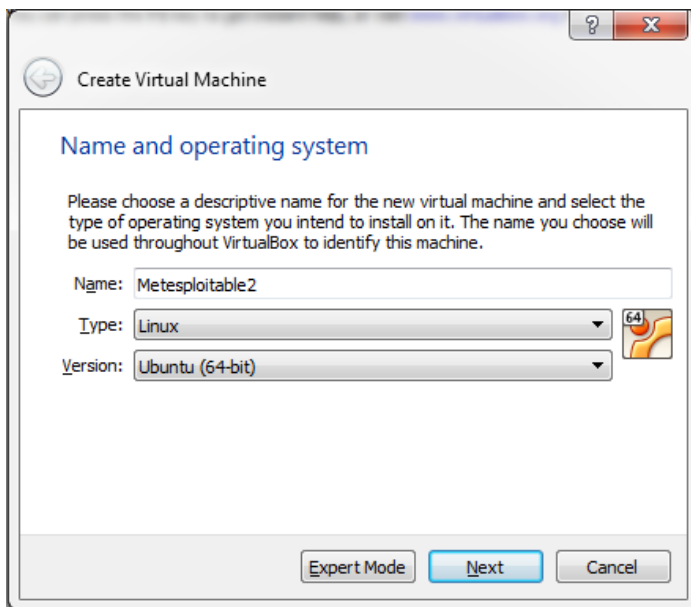 Create Virtual Machine
Name and operating system
Please choose a descriptive name for the new virtual machine and select the
type of operating system you intend to install on it. The name you choose will
be used throughout VirtualBox to identify this machine.
Name: Metesploitable2
Type: Linux
64
Version: Ubuntu (64-bit)
Expert Mode Next Cancel